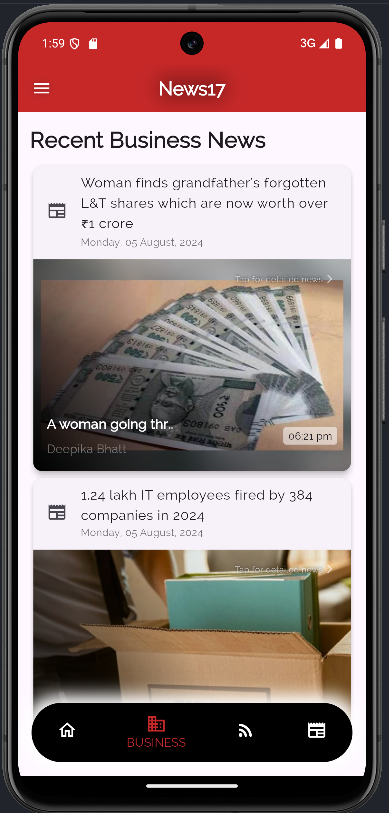 1:59
3G
News17
Recent Business News
Woman finds grandfather's forgotten
L&T shares which are now worth over
₹1 crore
Monday, 05 August, 2024
Tap for detailed news
A woman going thr..
06:21 pm
Deepika Bhatt
1.24 lakh IT employees fired by 384
companies in 2024
Monday, 05 August, 2024
Tap for detailed news
BUSINESS